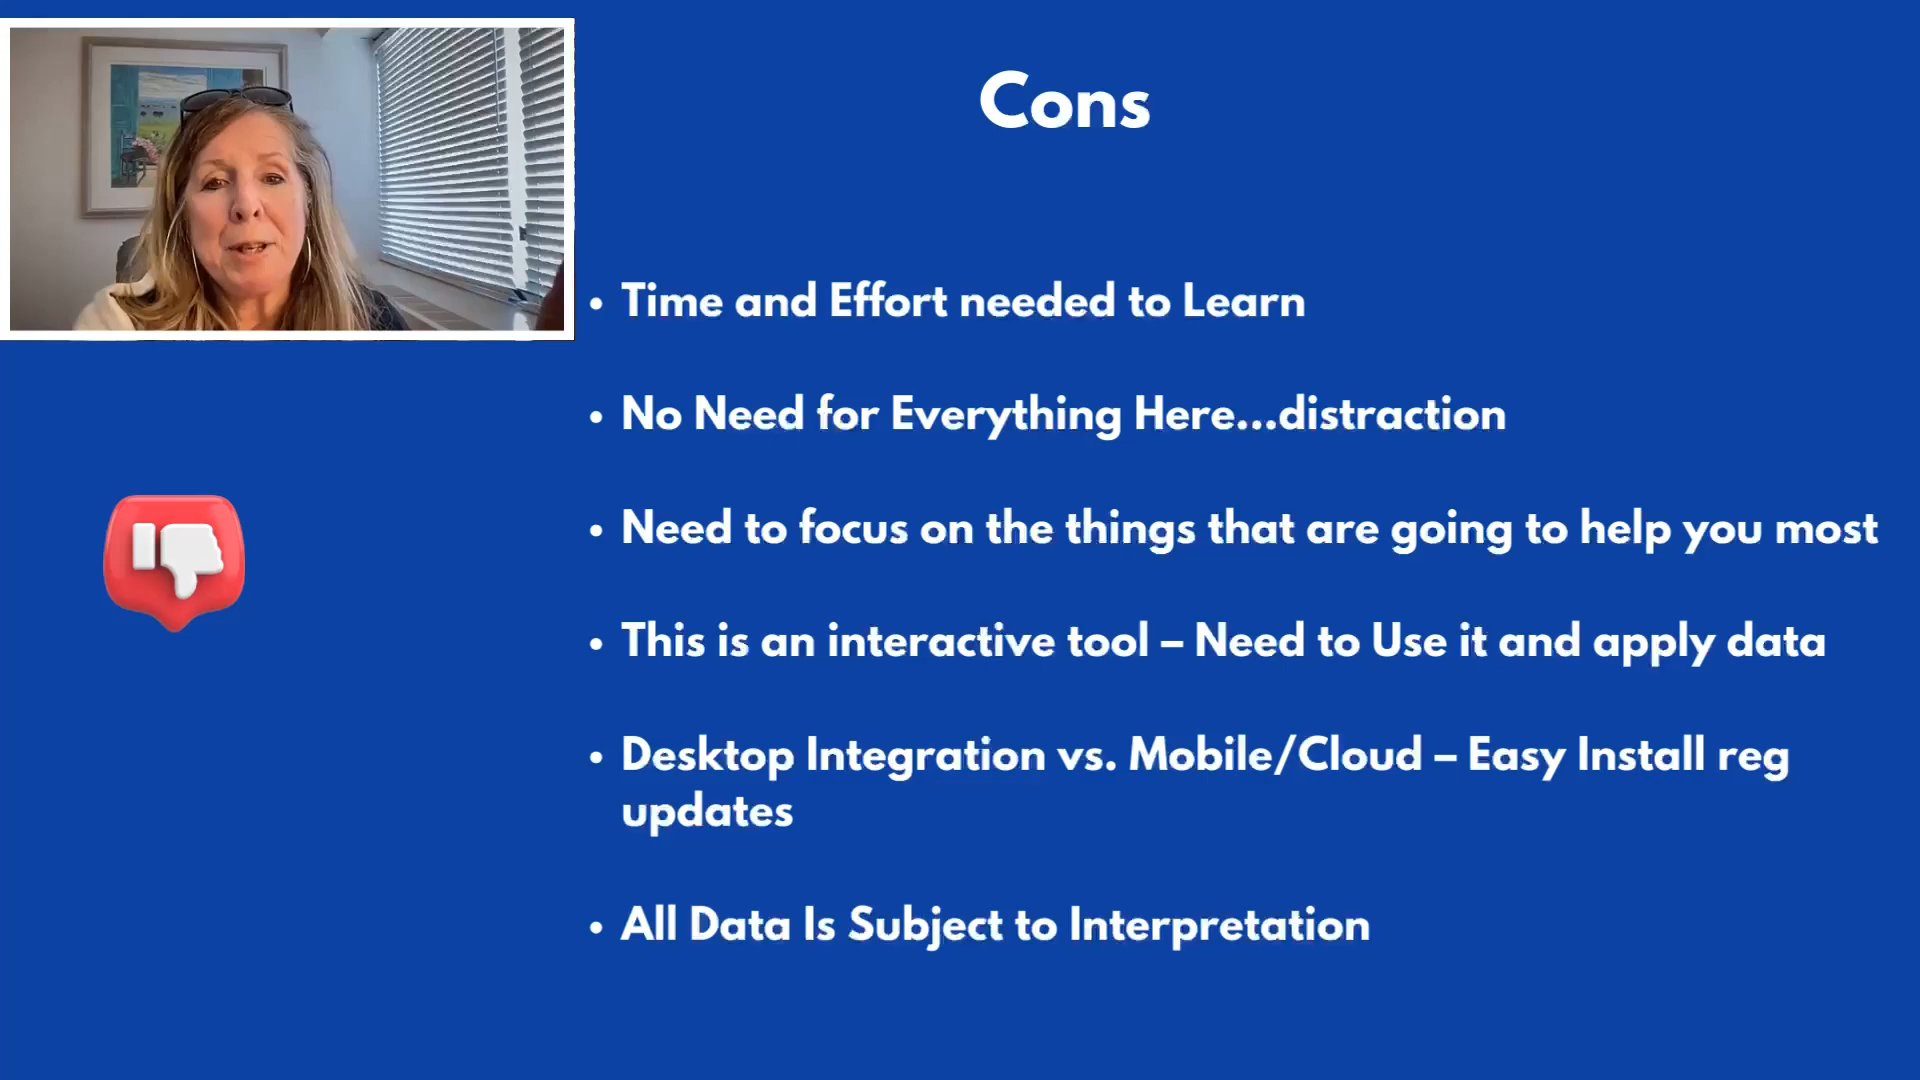 Cons
• Time and Effort needed to Learn
• No Need for Everything Here...distraction
• Need to focus on the things that are going to help you most
• This is an interactive tool – Need to Use it and apply data
• Desktop Integration vs. Mobile/Cloud – Easy Install reg
updates
• All Data Is Subject to Interpretation